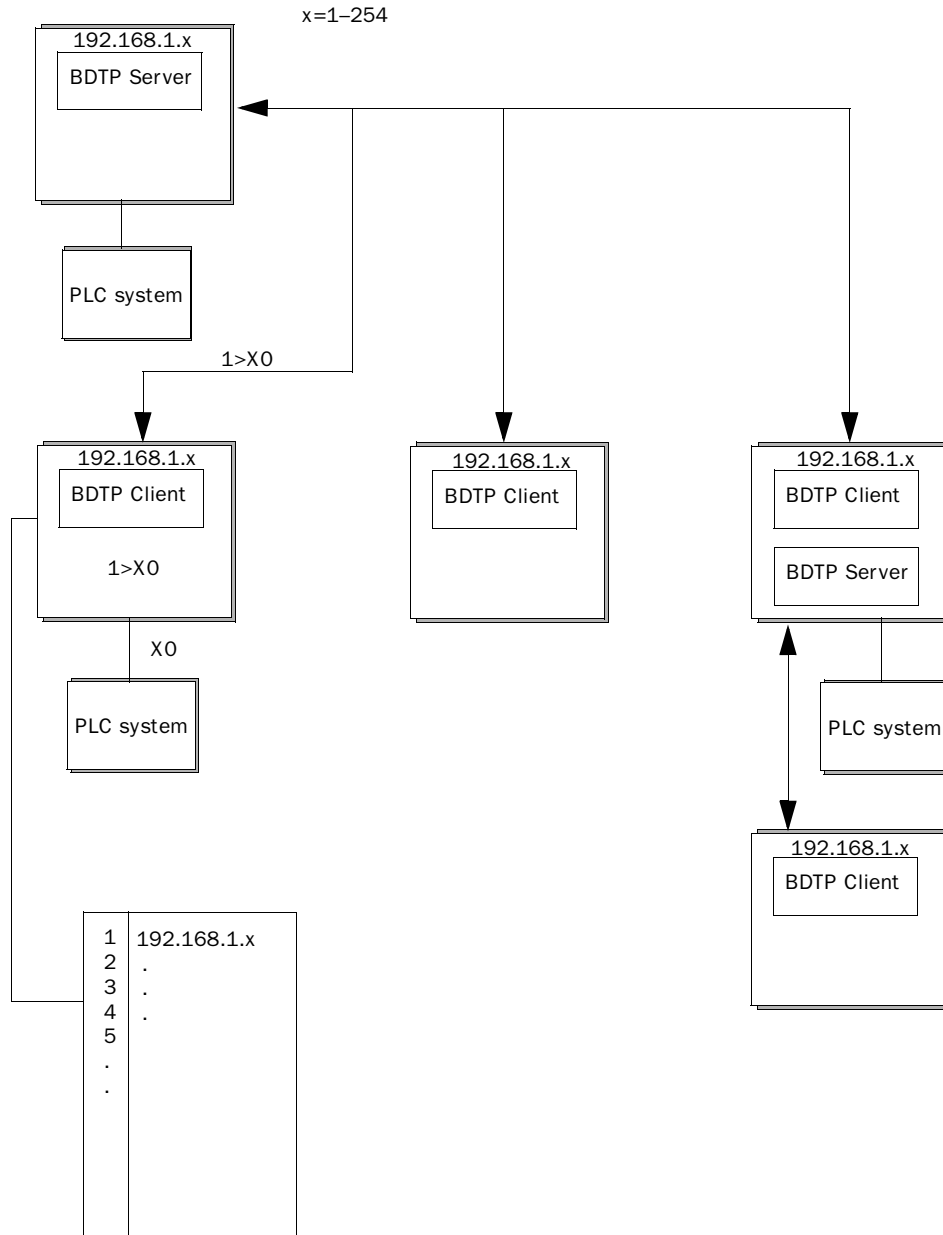 x=1–254
192.168.1.x
BDTP Server
PLC system
1>X0
192.168.1.x
BDTP Client
1>X0
X0
PLC system
192.168.1.x
BDTP Client
192.168.1.x
BDTP Client
BDTP Server
PLC system
192.168.1.x
BDTP Client
1 192.168.1.x
2 .
3 .
4 .
5
.
.